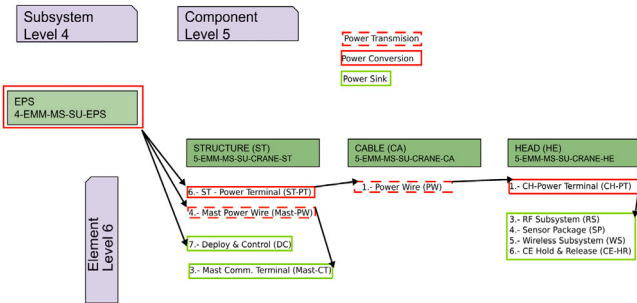 Subsystem
Level 4
Component
Level 5
Power Transmision
Power Conversion
Power Sink
EPS
4-EMM-MS-SU-EPS
STRUCTURE (ST)
5-EMM-MS-SU-CRANE-ST
CABLE (CA)
5-EMM-MS-SU-CRANE-CA
HEAD (HE)
5-EMM-MS-SU-CRANE-HE
Element
Level 6
6.- ST - Power Terminal (ST-PT)
4.- Mast Power Wire (Mast-PW)
7.- Deploy & Control (DC)
3.- Mast Comm. Terminal (Mast-CT)
1.- Power Wire (PW)
1.- CH-Power Terminal (CH-PT)
3.- RF Subsystem (RS)
4.- Sensor Package (SP)
5.- Wireless Subsystem (WS)
6.- CE Hold & Release (CE-HR)